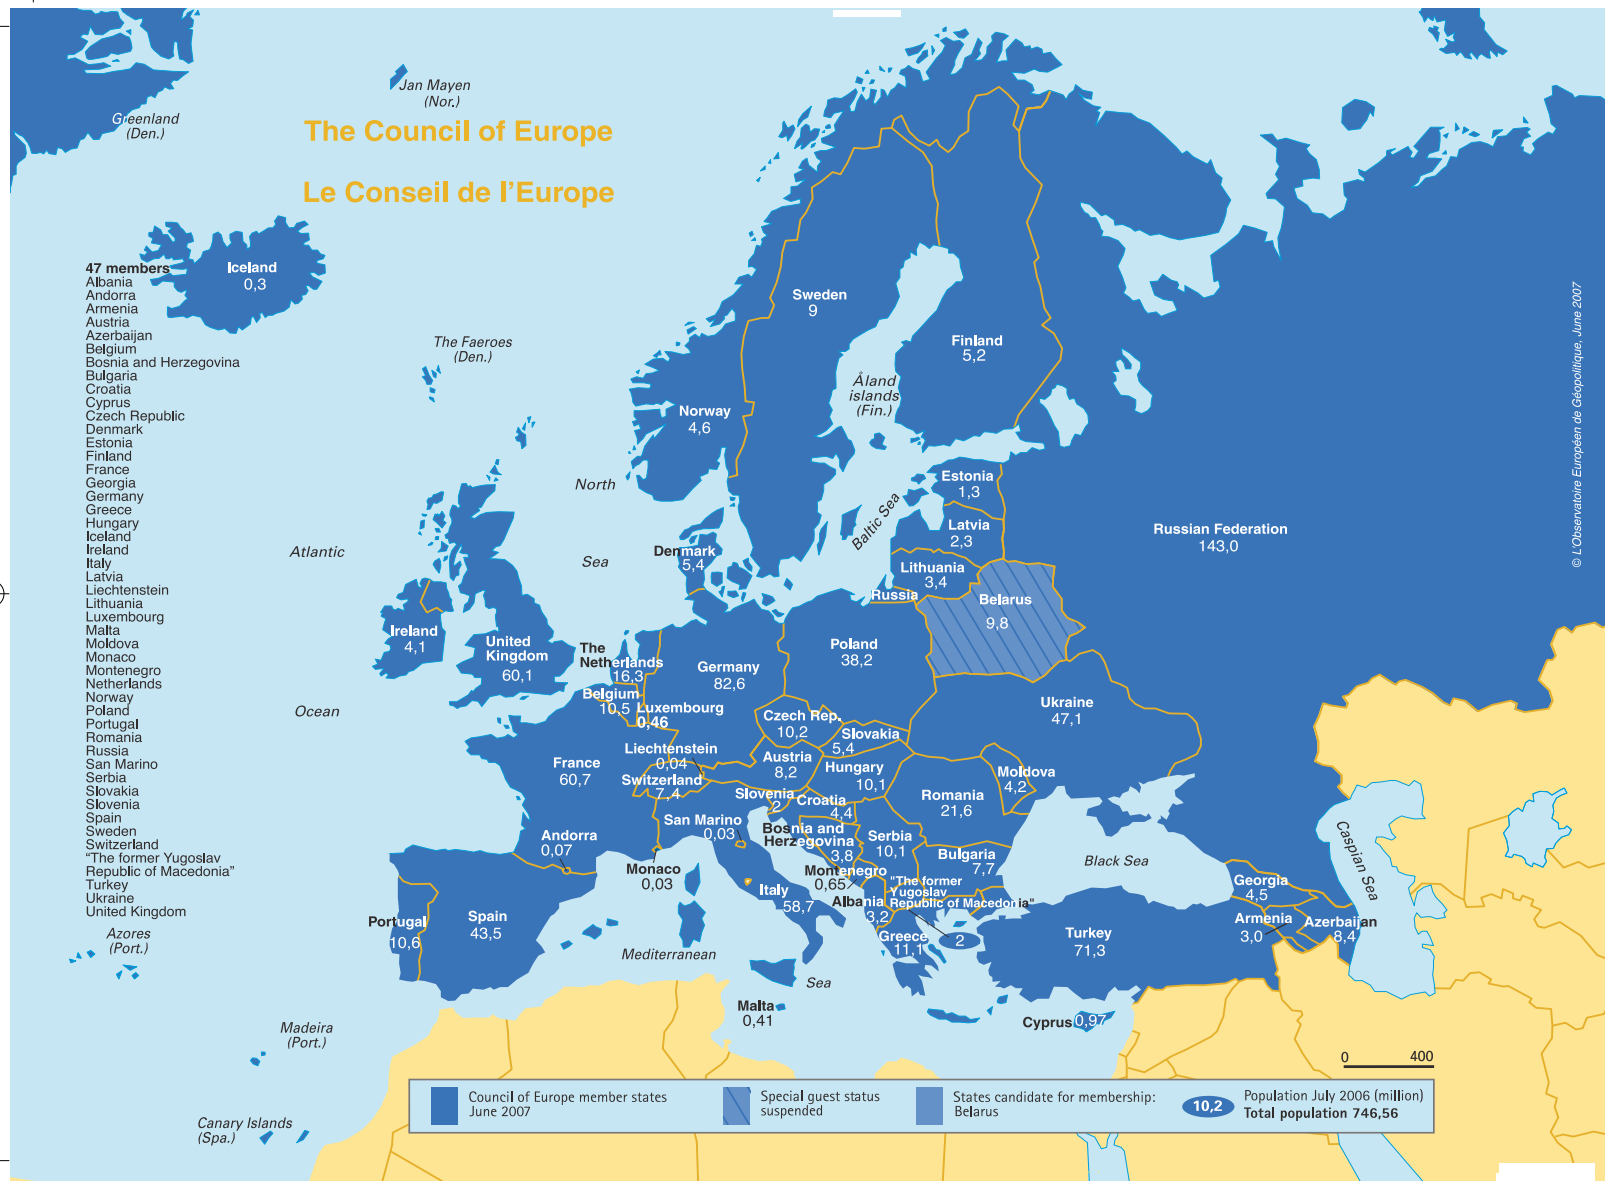 Greenland
(Den.)
Jan Mayen
(Nor.)
The Council of Europe
Le Conseil de l'Europe
47 members
Albania
Andorra
Armenia
Austria
Azerbaijan
Belgium
Bosnia and Herzegovina
Bulgaria
Croatia
Cyprus
Czech Republic
Denmark
Estonia
Finland
France
Georgia
Germany
Greece
Hungary
Iceland
Ireland
Italy
Latvia
Liechtenstein
Lithuania
Luxembourg
Malta
Moldova
Monaco
Montenegro
Netherlands
Norway
Poland
Portugal
Romania
Russia
San Marino
Serbia
Slovakia
Slovenia
Spain
Sweden
Switzerland
"The former Yugoslav
Republic of Macedonia"
Turkey
Ukraine
United Kingdom
Iceland
0,3
The Faeroes
(Den.)
Sweden
9
Finland
5,2
Åland
islands
(Fin.)
Norway
4,6
North
Sea
Atlantic
Ocean
Baltic Sea
Estonia
1,3
Latvia
2,3
Lithuania
3,4
Russia
Belarus
9,8
Russian Federation
143,0
© L'Observatoire Européen de Géopolitique, June 2007
Denmark
5,4
Ireland
4,1
United
Kingdom
60,1
The
Netherlands
16,3
Belgium
10,5
Luxembourg
0,46
Germany
82,6
Poland
38,2
Ukraine
47,1
Czech Rep.
10,2
Slovakia
5,4
Liechtenstein
0,04
Switzerland
7,4
Austria
8,2
Hungary
10,1
Moldova
4,2
Romania
21,6
France
60,7
Slovenia
2
Croatia
4,4
San Marino
0,03
Bosnia and
Herzegovina
3,8
Serbia
10,1
Bulgaria
7,7
Andorra
0,07
Monaco
0,03
Montenegro
0,65
Italy
58,7
Albania
3,2
"The former
Yugoslav
Republic of Macedonia"
2
Greece
11,1
Black Sea
Caspian Sea
Georgia
4,5
Armenia
3,0
Azerbaijan
8,4
Turkey
71,3
Portugal
10,6
Spain
43,5
Azores
(Port.)
Mediterranean
Sea
Malta
0,41
Cyprus 0,97
Madeira
(Port.)
Canary Islands
(Spa.)
0 400
Council of Europe member states
June 2007
Special guest status
suspended
States candidate for membership:
Belarus
10,2
Population July 2006 (million)
Total population 746,56